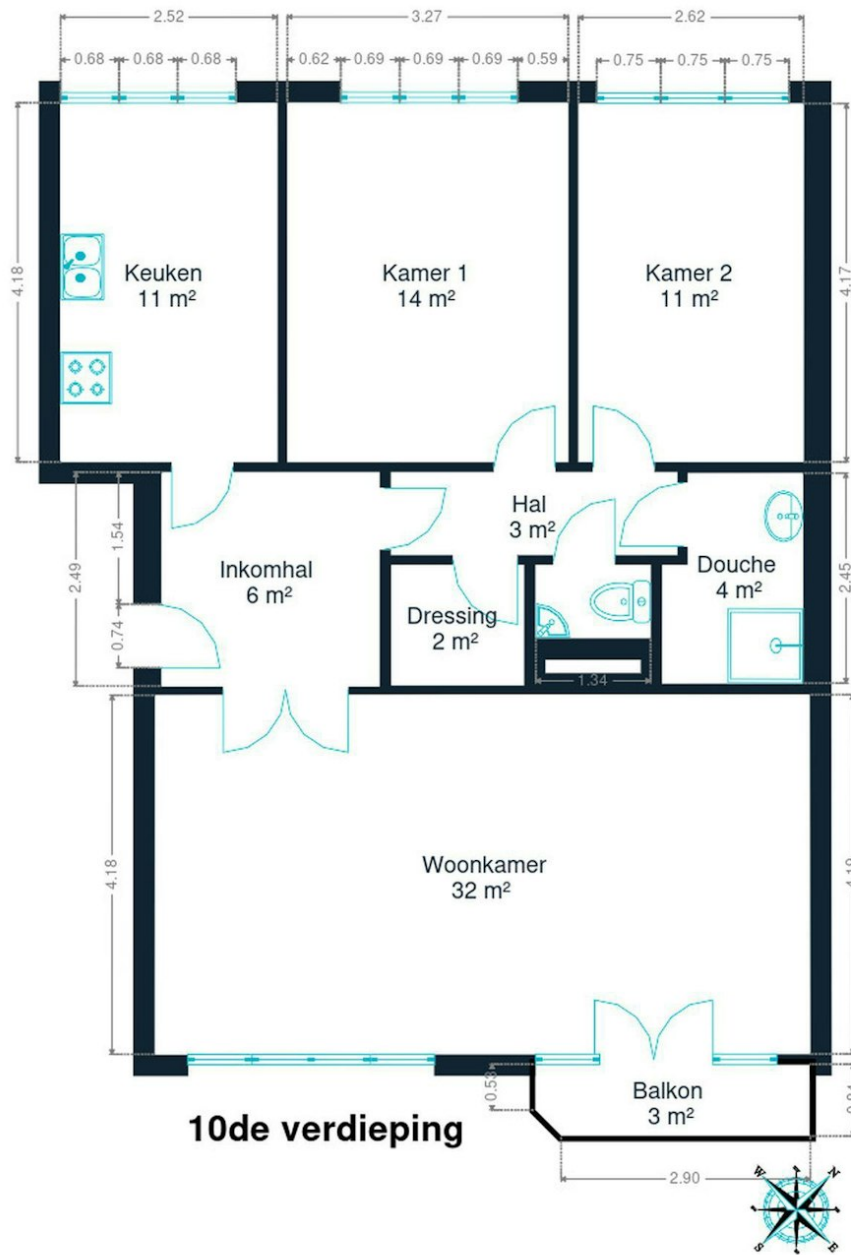 2.52 3.27 2.62
0.68 0.68 0.68 0.62 0.69 0.69 0.69 0.59 0.75 0.75 0.75
4.18
Keuken
11 m²
Kamer 1
14 m²
Kamer 2
11 m²
4.17
2.49
1.54
0.74
Inkomhal
6 m²
Hal
3 m²
Dressing
2 m²
1.34
Douche
4 m²
2.45
4.18
Woonkamer
32 m²
0.53
Balkon
3 m²
2.90
10de verdieping
W
N
S
E